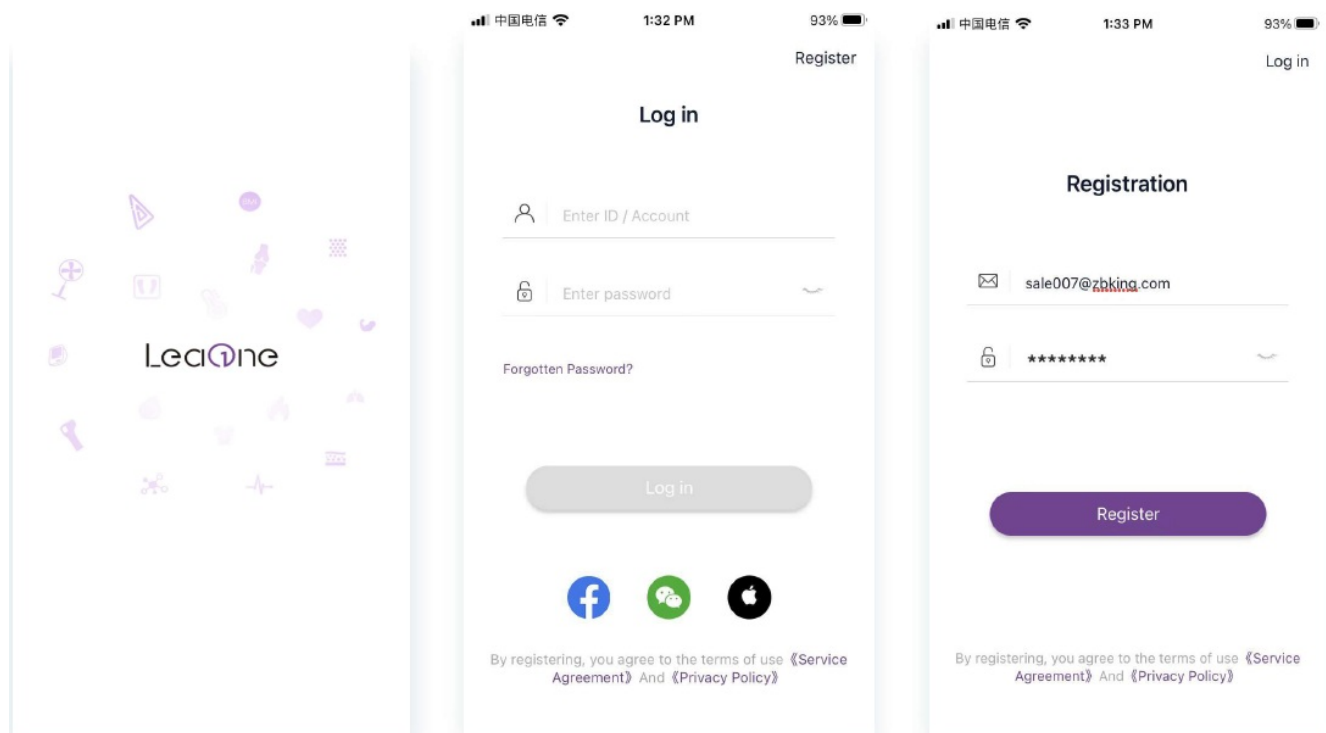 LeaOne
中国电信
1:32 PM
93%
Register
Log in
Enter ID / Account
Enter password
Forgotten Password?
Log in
By registering, you agree to the terms of use 《Service
Agreement》 And 《Privacy Policy》
中国电信
1:33 PM
93%
Log in
Registration
sale007@zbking.com
********
Register
By registering, you agree to the terms of use 《Service
Agreement》 And 《Privacy Policy》